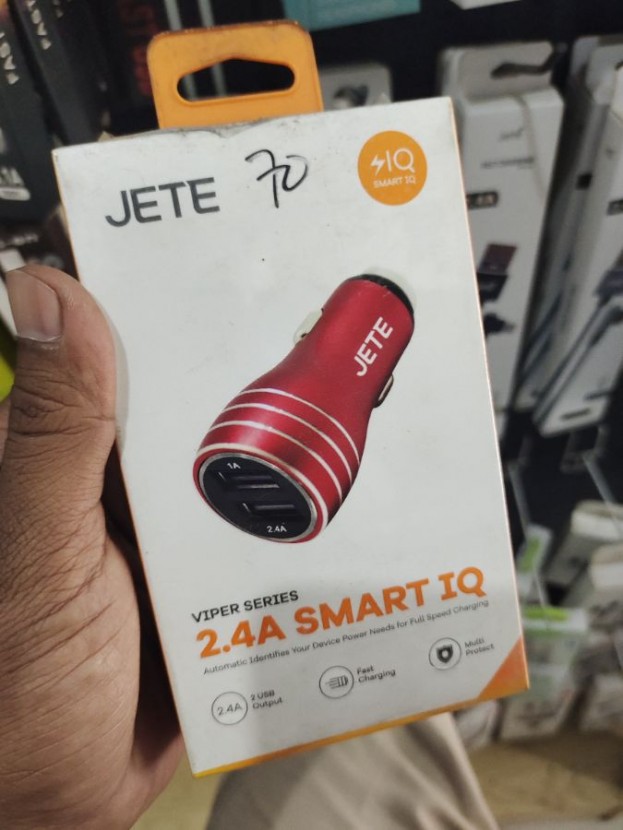 JETE
70
IQ
SMART IQ
JETE
1A
2.4A
VIPER SERIES
2.4A SMART IQ
Automatic Identifies Your Device Power Needs for Full Speed Charging
2.4A
2 USB
Output
Fast
Charging
Multi
Protect